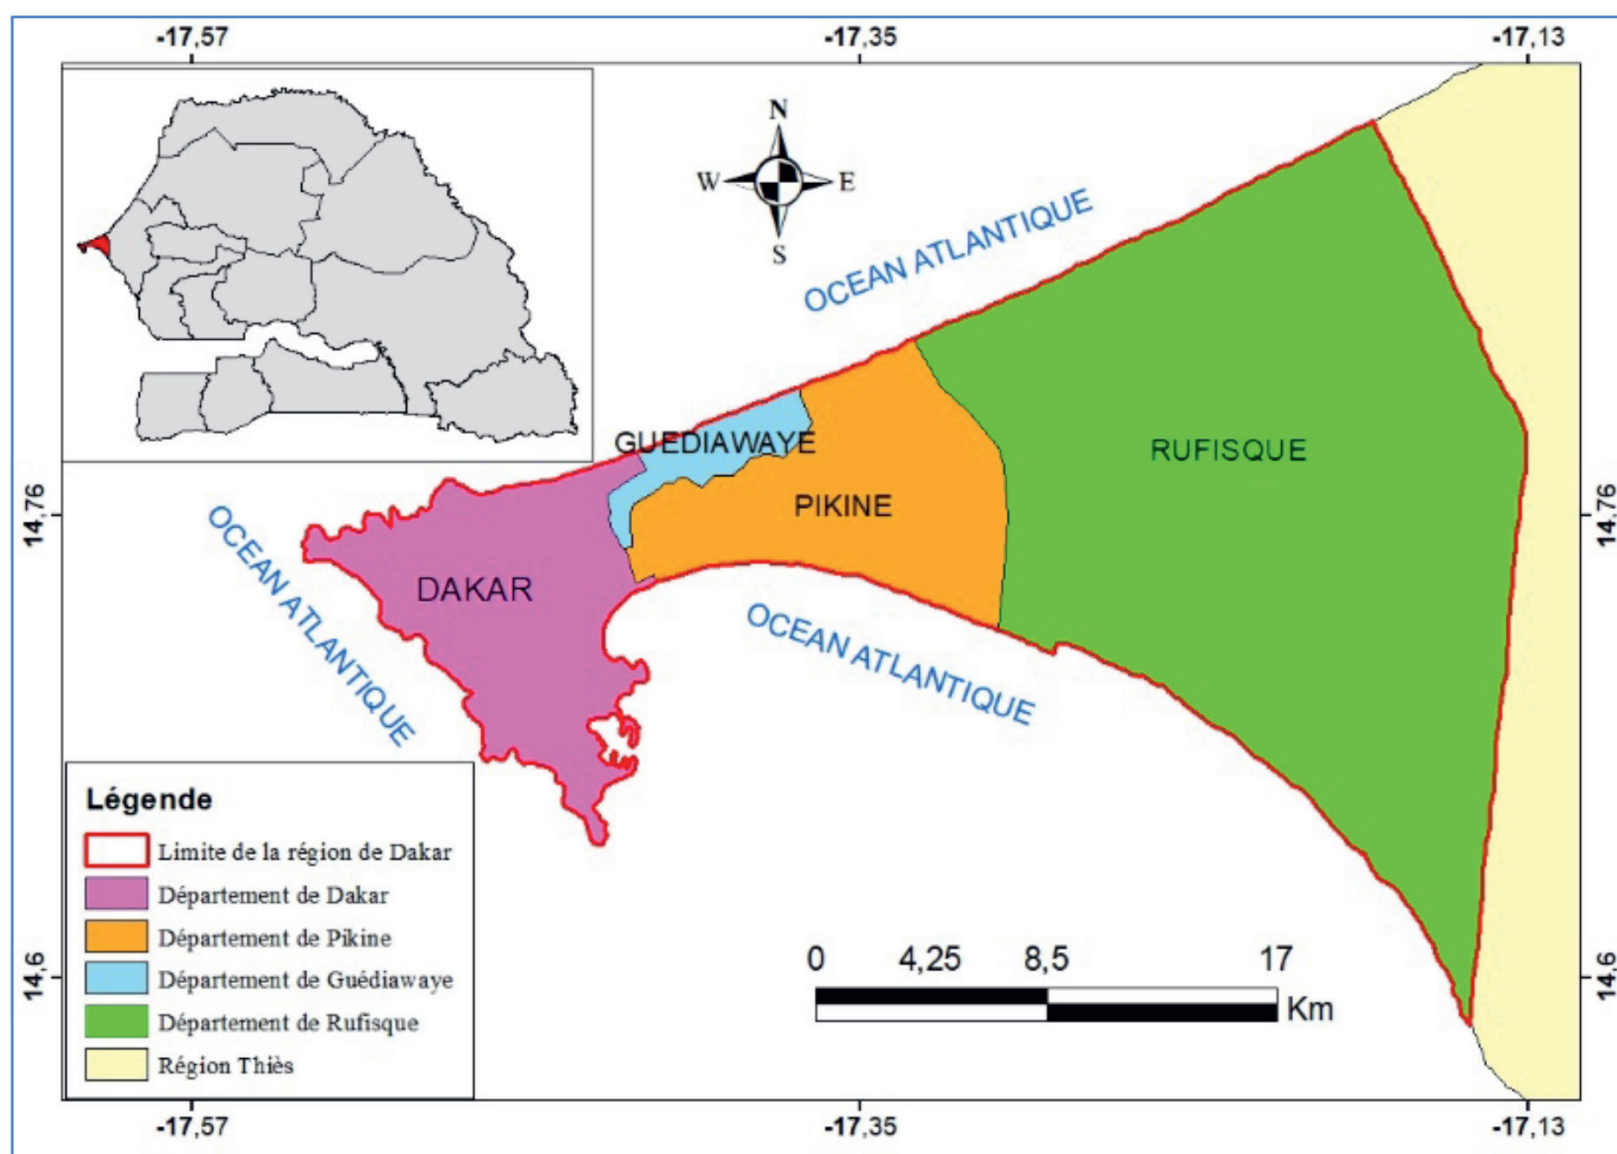 -17,57 -17,35 -17,13
N
W E
S
OCEAN ATLANTIQUE
GUEDIAWAYE
RUFISQUE
PIKINE
14,76 14,76
OCEAN ATLANTIQUE
DAKAR
OCEAN ATLANTIQUE
Légende
Limite de la région de Dakar
Département de Dakar
Département de Pikine
Département de Guédiawaye
Département de Rufisque
Région Thiès
0 4,25 8,5 17
Km
14,6 14,6
-17,57 -17,35 -17,13